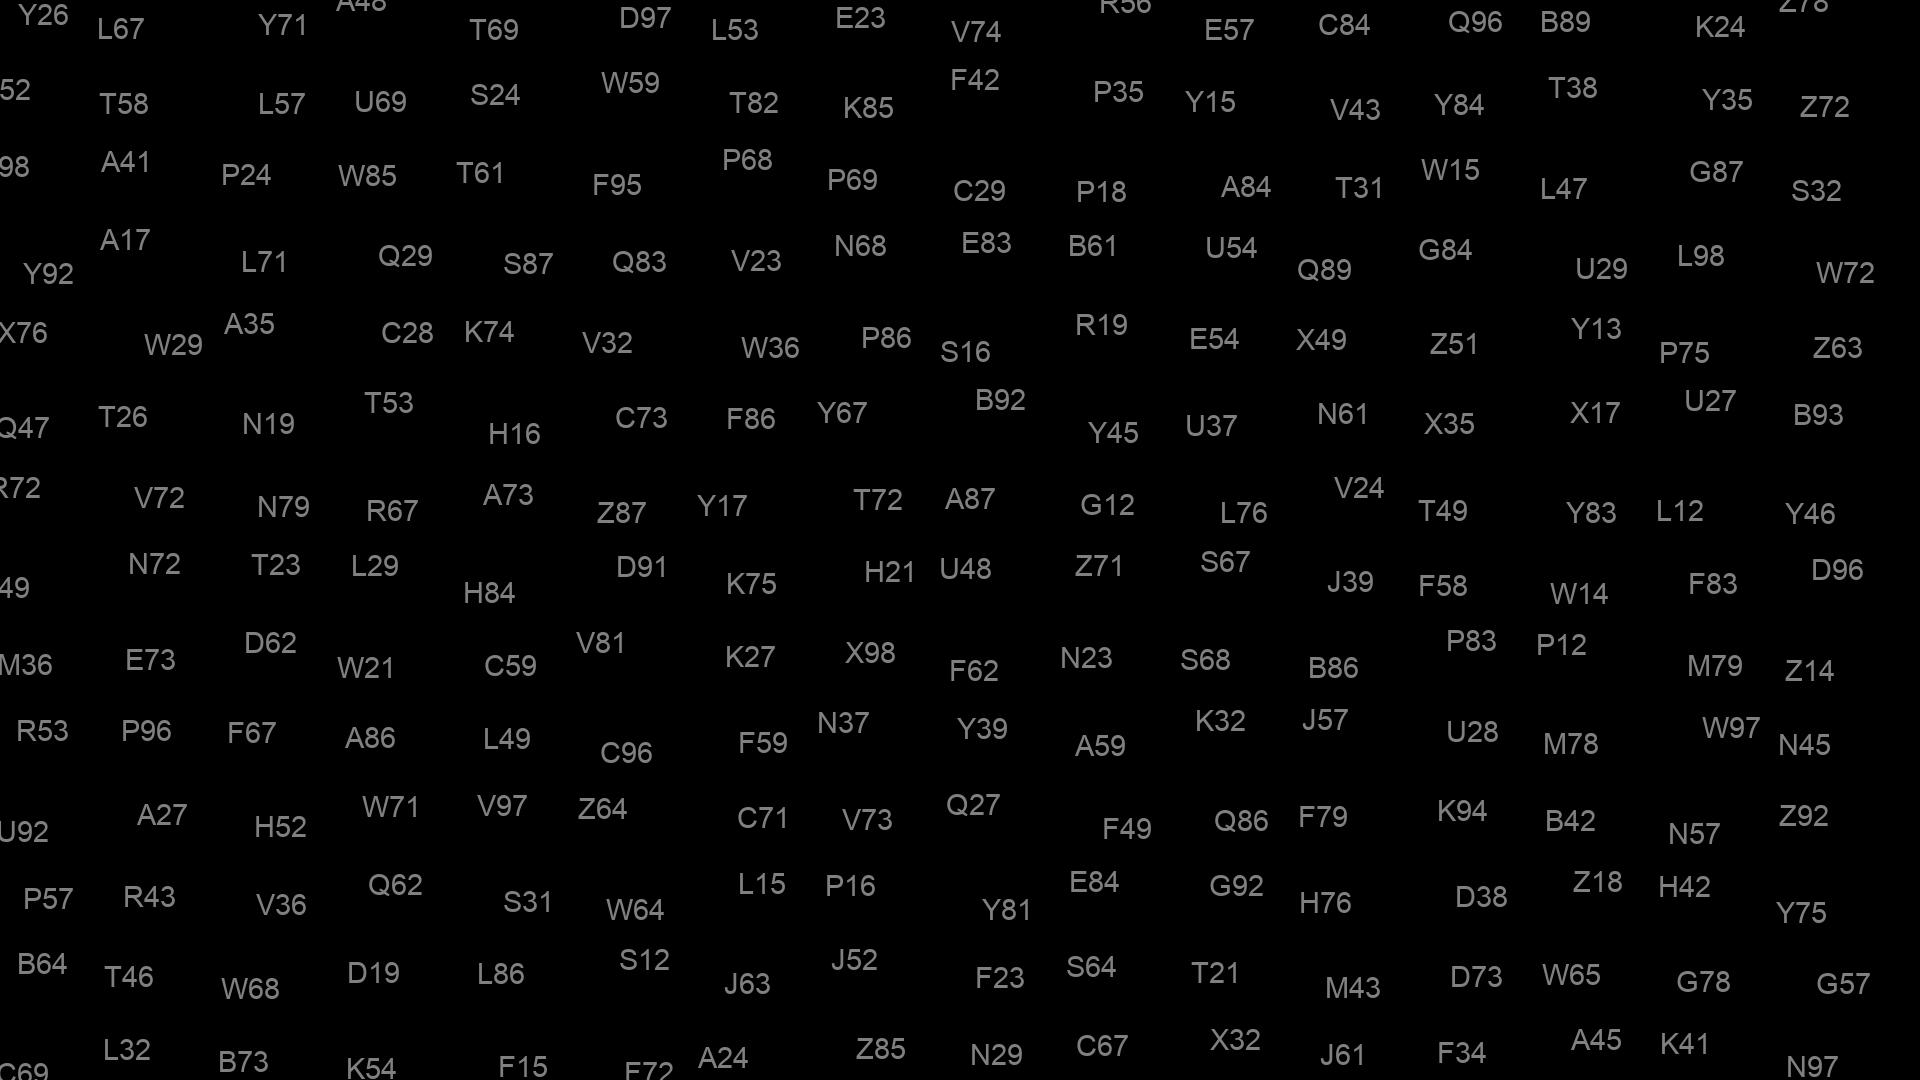 Y26 L67 Y71 A48 T69 D97 L53 E23 V74 R56 E57 C84 Q96 B89 K24 Z78
52 T58 L57 U69 S24 W59 T82 K85 F42 P35 Y15 V43 Y84 T38 Y35 Z72
98 A41 P24 W85 T61 F95 P68 P69 C29 P18 A84 T31 W15 L47 G87 S32
Y92 A17 L71 Q29 S87 Q83 V23 N68 E83 B61 U54 Q89 G84 U29 L98 W72
X76 W29 A35 C28 K74 V32 W36 P86 S16 R19 E54 X49 Z51 Y13 P75 Z63
Q47 T26 N19 T53 H16 C73 F86 Y67 B92 Y45 U37 N61 X35 X17 U27 B93
R72 V72 N79 R67 A73 Z87 Y17 T72 A87 G12 L76 V24 T49 Y83 L12 Y46
49 N72 T23 L29 H84 D91 K75 H21 U48 Z71 S67 J39 F58 W14 F83 D96
M36 E73 D62 W21 C59 V81 K27 X98 F62 N23 S68 B86 P83 P12 M79 Z14
R53 P96 F67 A86 L49 C96 F59 N37 Y39 A59 K32 J57 U28 M78 W97 N45
U92 A27 H52 W71 V97 Z64 C71 V73 Q27 F49 Q86 F79 K94 B42 N57 Z92
P57 R43 V36 Q62 S31 W64 L15 P16 Y81 E84 G92 H76 D38 Z18 H42 Y75
B64 T46 W68 D19 L86 S12 J63 J52 F23 S64 T21 M43 D73 W65 G78 G57
C69 L32 B73 K54 F15 A24 Z85 N29 C67 X32 J61 F34 A45 K41 N97